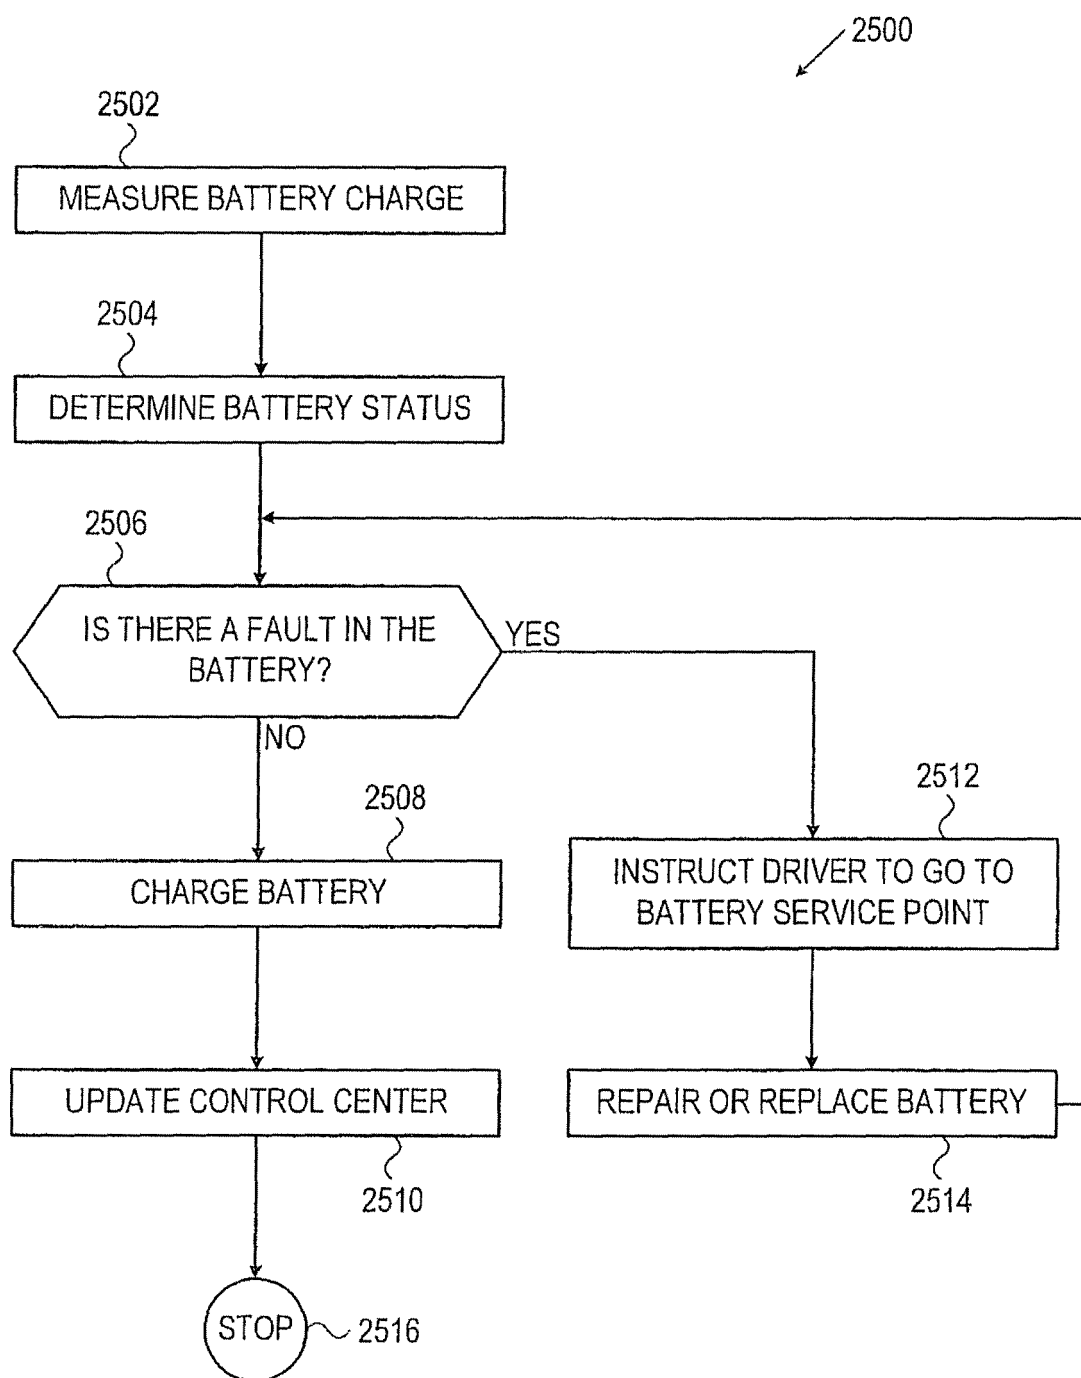 2500
2502
MEASURE BATTERY CHARGE
2504
DETERMINE BATTERY STATUS
2506
IS THERE A FAULT IN THE
BATTERY?
YES
NO
2508
CHARGE BATTERY
2512
INSTRUCT DRIVER TO GO TO
BATTERY SERVICE POINT
UPDATE CONTROL CENTER
2510
REPAIR OR REPLACE BATTERY
2514
STOP
2516